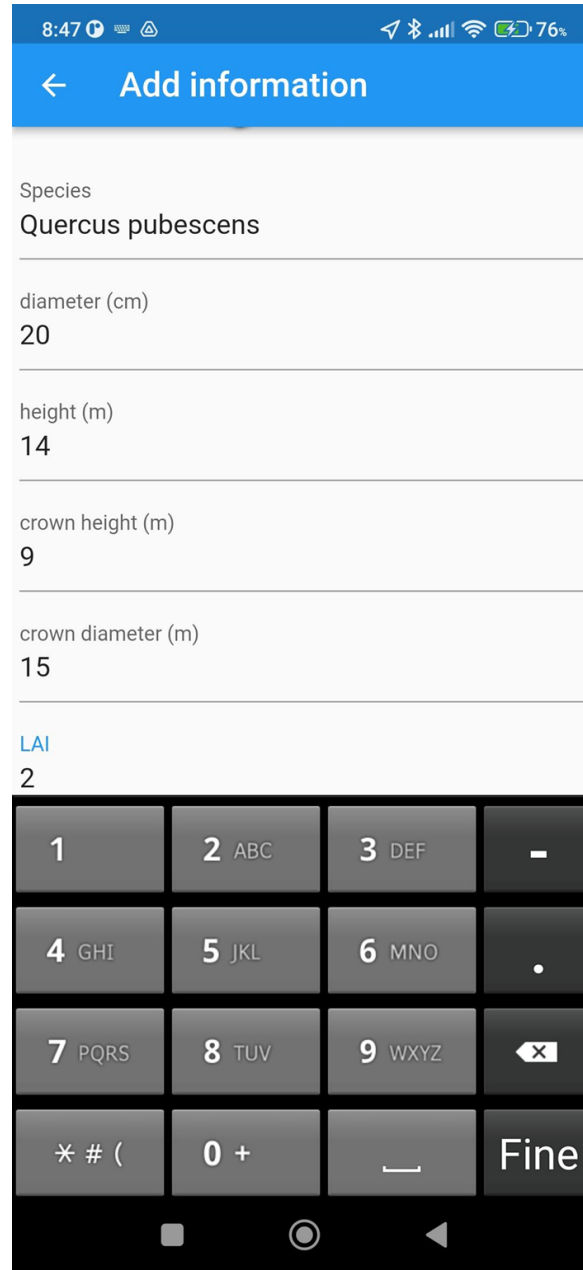 8:47 76%
Add information
Species
Quercus pubescens
diameter (cm)
20
height (m)
14
crown height (m)
9
crown diameter (m)
15
LAI
2
1 2 ABC 3 DEF -
4 GHI 5 JKL 6 MNO .
7 PQRS 8 TUV 9 WXYZ
* # ( 0 + Fine